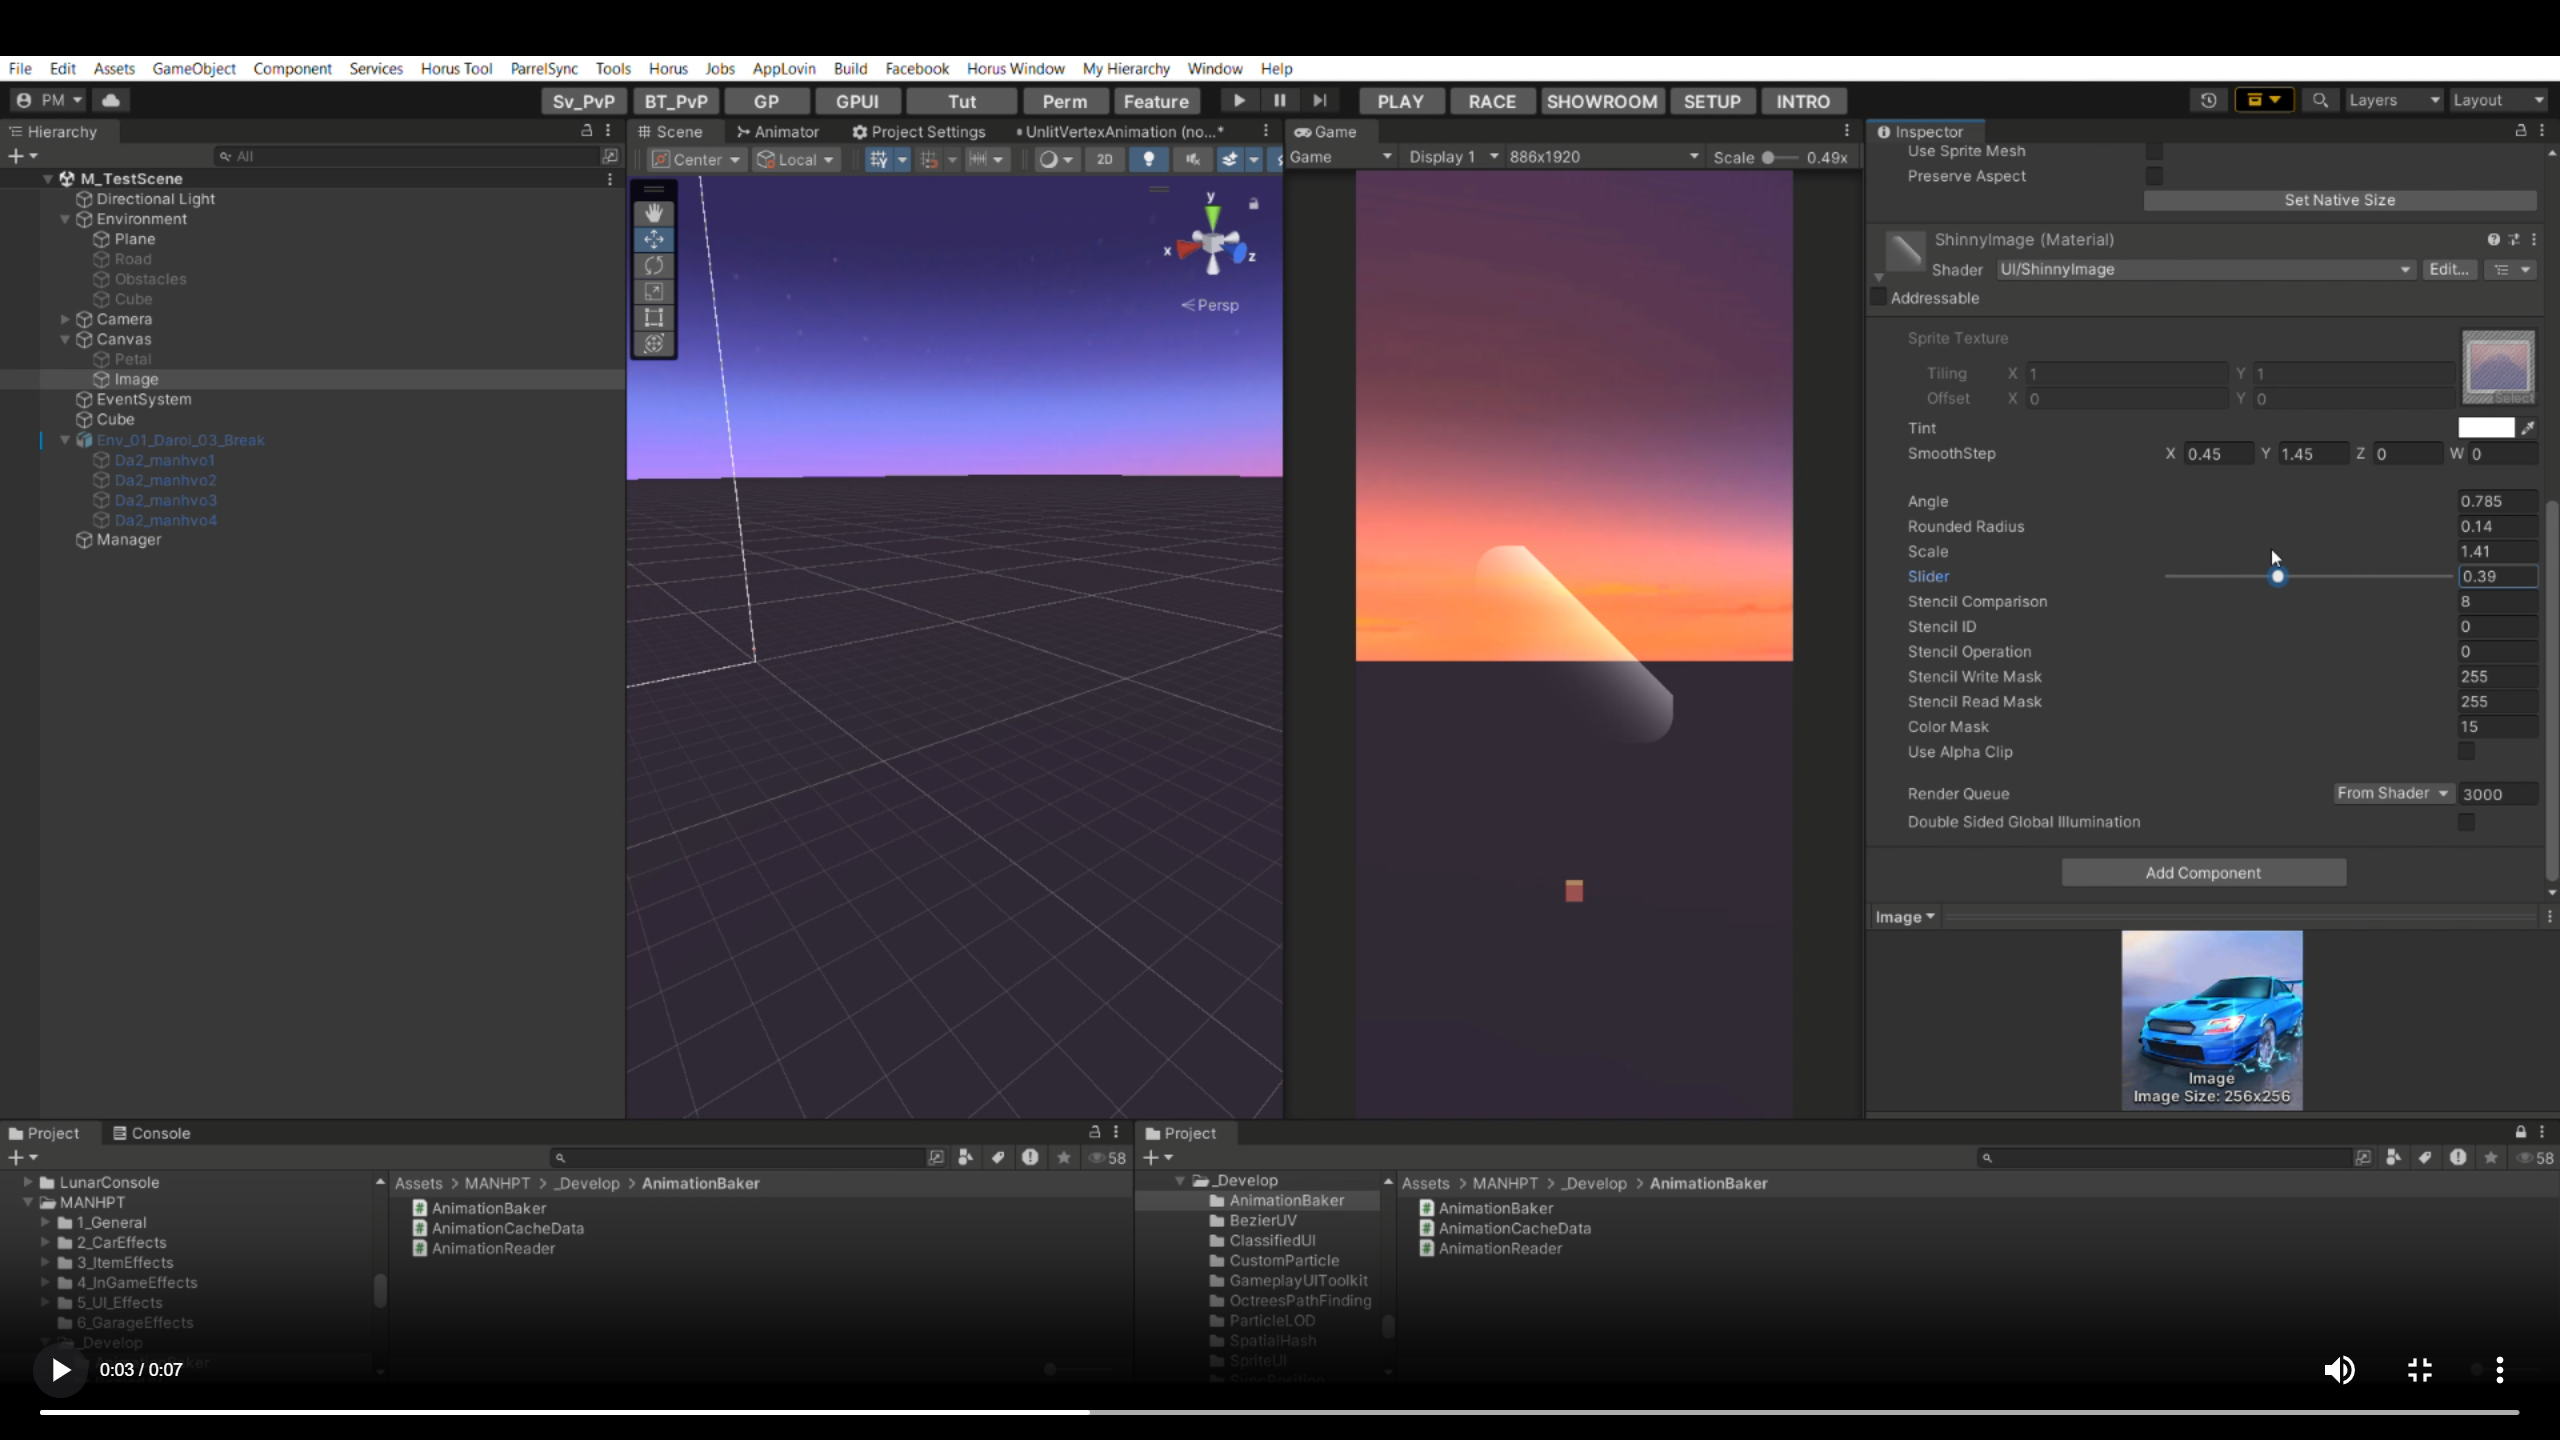 File Edit Assets GameObject Component Services Horus Tool ParrelSync Tools Horus Jobs AppLovin Build Facebook Horus Window My Hierarchy Window Help
PM Sv_PvP BT_PvP GP GPUI Tut Perm Feature PLAY RACE SHOWROOM SETUP INTRO Layers Layout
Hierarchy
All
M_TestScene
Directional Light
Environment
Plane
Road
Obstacles
Cube
Camera
Canvas
Petal
Image
EventSystem
Cube
Env_01_Daroi_03_Break
Da2_manhvo1
Da2_manhvo2
Da2_manhvo3
Da2_manhvo4
Manager
Scene Animator Project Settings UnlitVertexAnimation (no...*
Center Local 2D
y
x z
Persp
Game
Game Display 1 886x1920 Scale 0.49x
Inspector
Use Sprite Mesh
Preserve Aspect
Set Native Size
ShinnyImage (Material)
Shader UI/ShinnyImage Edit...
Addressable
Sprite Texture
Tiling X 1 Y 1
Offset X 0 Y 0
Select
Tint
SmoothStep X 0.45 Y 1.45 Z 0 W 0
Angle 0.785
Rounded Radius 0.14
Scale 1.41
Slider 0.39
Stencil Comparison 8
Stencil ID 0
Stencil Operation 0
Stencil Write Mask 255
Stencil Read Mask 255
Color Mask 15
Use Alpha Clip
Render Queue From Shader 3000
Double Sided Global Illumination
Add Component
Image
Image
Image Size: 256x256
Project Console
58
LunarConsole
MANHPT
1_General
2_CarEffects
3_ItemEffects
4_InGameEffects
5_UI_Effects
6_GarageEffects
_Develop
Assets > MANHPT > _Develop > AnimationBaker
AnimationBaker
AnimationCacheData
AnimationReader
Project
58
_Develop
AnimationBaker
BezierUV
ClassifiedUI
CustomParticle
GameplayUIToolkit
OctreesPathFinding
ParticleLOD
SpatialHash
SpriteUI
Assets > MANHPT > _Develop > AnimationBaker
AnimationBaker
AnimationCacheData
AnimationReader
0:03 / 0:07